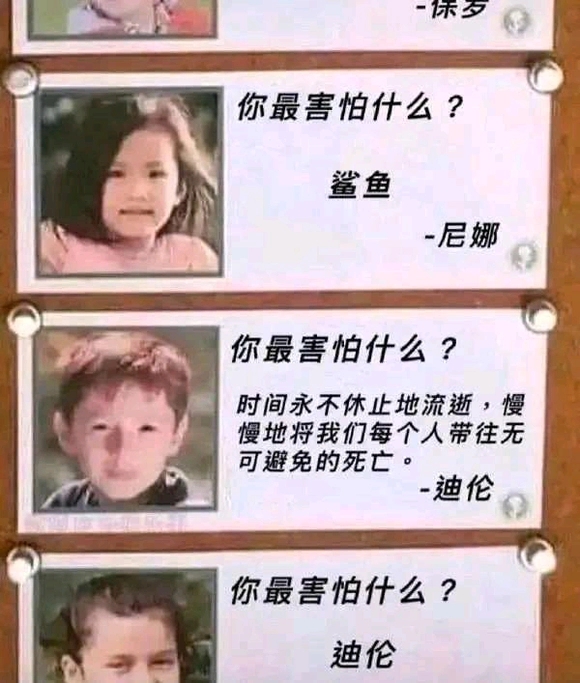 -保罗
你最害怕什么？
鲨鱼
-尼娜
你最害怕什么？
时间永不休止地流逝，慢
慢地将我们每个人带往无
可避免的死亡。
-迪伦
你最害怕什么？
迪伦